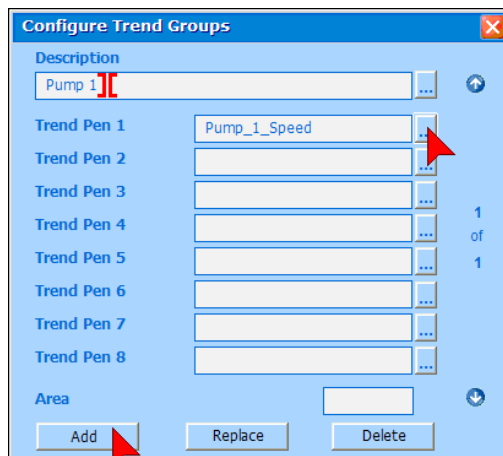 Configure Trend Groups
Description
Pump 1
...
Trend Pen 1 Pump_1_Speed ...
Trend Pen 2 ...
Trend Pen 3 ...
1
Trend Pen 4 ...
of
Trend Pen 5 ...
1
Trend Pen 6 ...
Trend Pen 7 ...
Trend Pen 8 ...
Area
Add Replace Delete